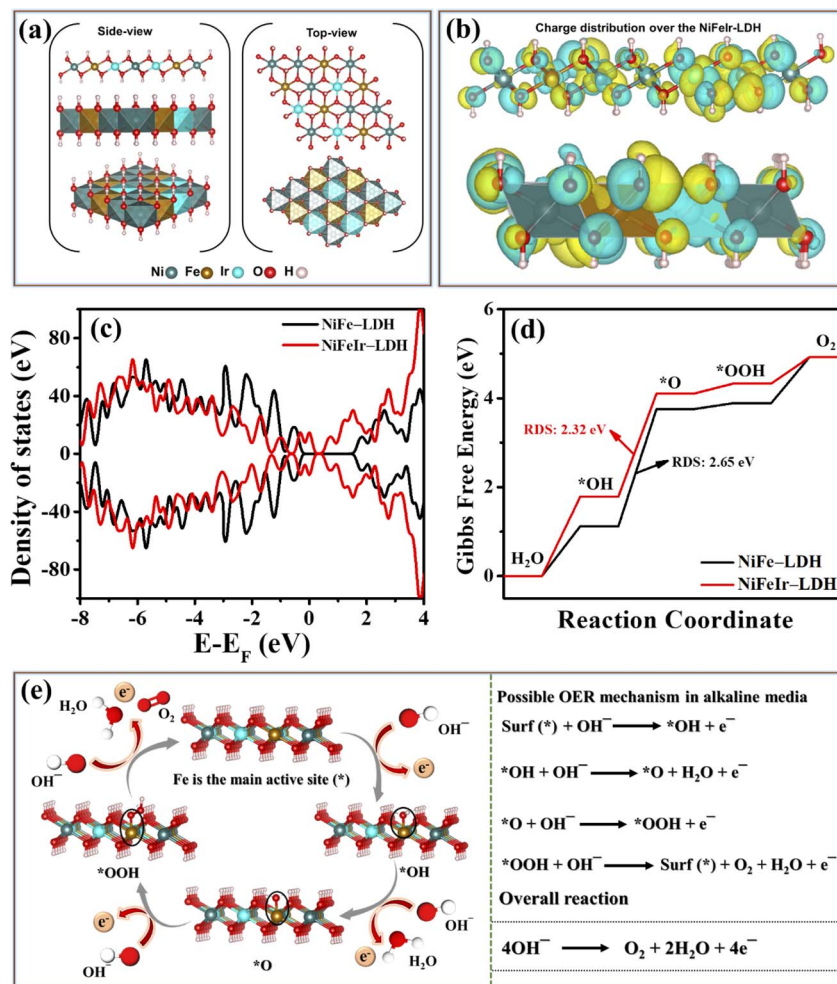 (a)
Side-view
Top-view
Ni Fe Ir O H
(b)
Charge distribution over the NiFeIr-LDH
(c)
NiFe–LDH
NiFeIr–LDH
Density of states (eV)
80
40
0
-40
-80
-8 -6 -4 -2 0 2 4
E-E_F (eV)
(d)
Gibbs Free Energy (eV)
6
4
2
0
H₂O
*OH
*O
*OOH
O₂
RDS: 2.32 eV
RDS: 2.65 eV
NiFe–LDH
NiFeIr–LDH
Reaction Coordinate
(e)
H₂O
e⁻
O₂
OH⁻
OH⁻
e⁻
Fe is the main active site (*)
*OOH
*OH
e⁻
OH⁻
*O
OH⁻
e⁻
H₂O
Possible OER mechanism in alkaline media
Surf (*) + OH⁻ ⟶ *OH + e⁻
*OH + OH⁻ ⟶ *O + H₂O + e⁻
*O + OH⁻ ⟶ *OOH + e⁻
*OOH + OH⁻ ⟶ Surf (*) + O₂ + H₂O + e⁻
Overall reaction
4OH⁻ ⟶ O₂ + 2H₂O + 4e⁻